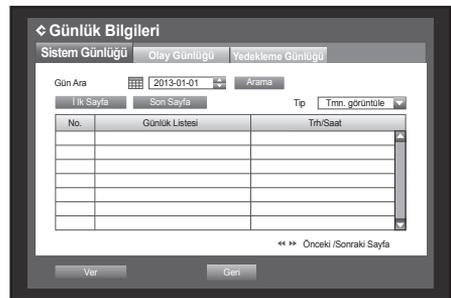 Günlük Bilgileri
Sistem Günlüğü Olay Günlüğü Yedekleme Günlüğü
Gün Ara 2013-01-01 Arama
İlk Sayfa Son Sayfa Tip Tmn. görüntüle
No. Günlük Listesi Trh/Saat
Önceki /Sonraki Sayfa
Ver Geri